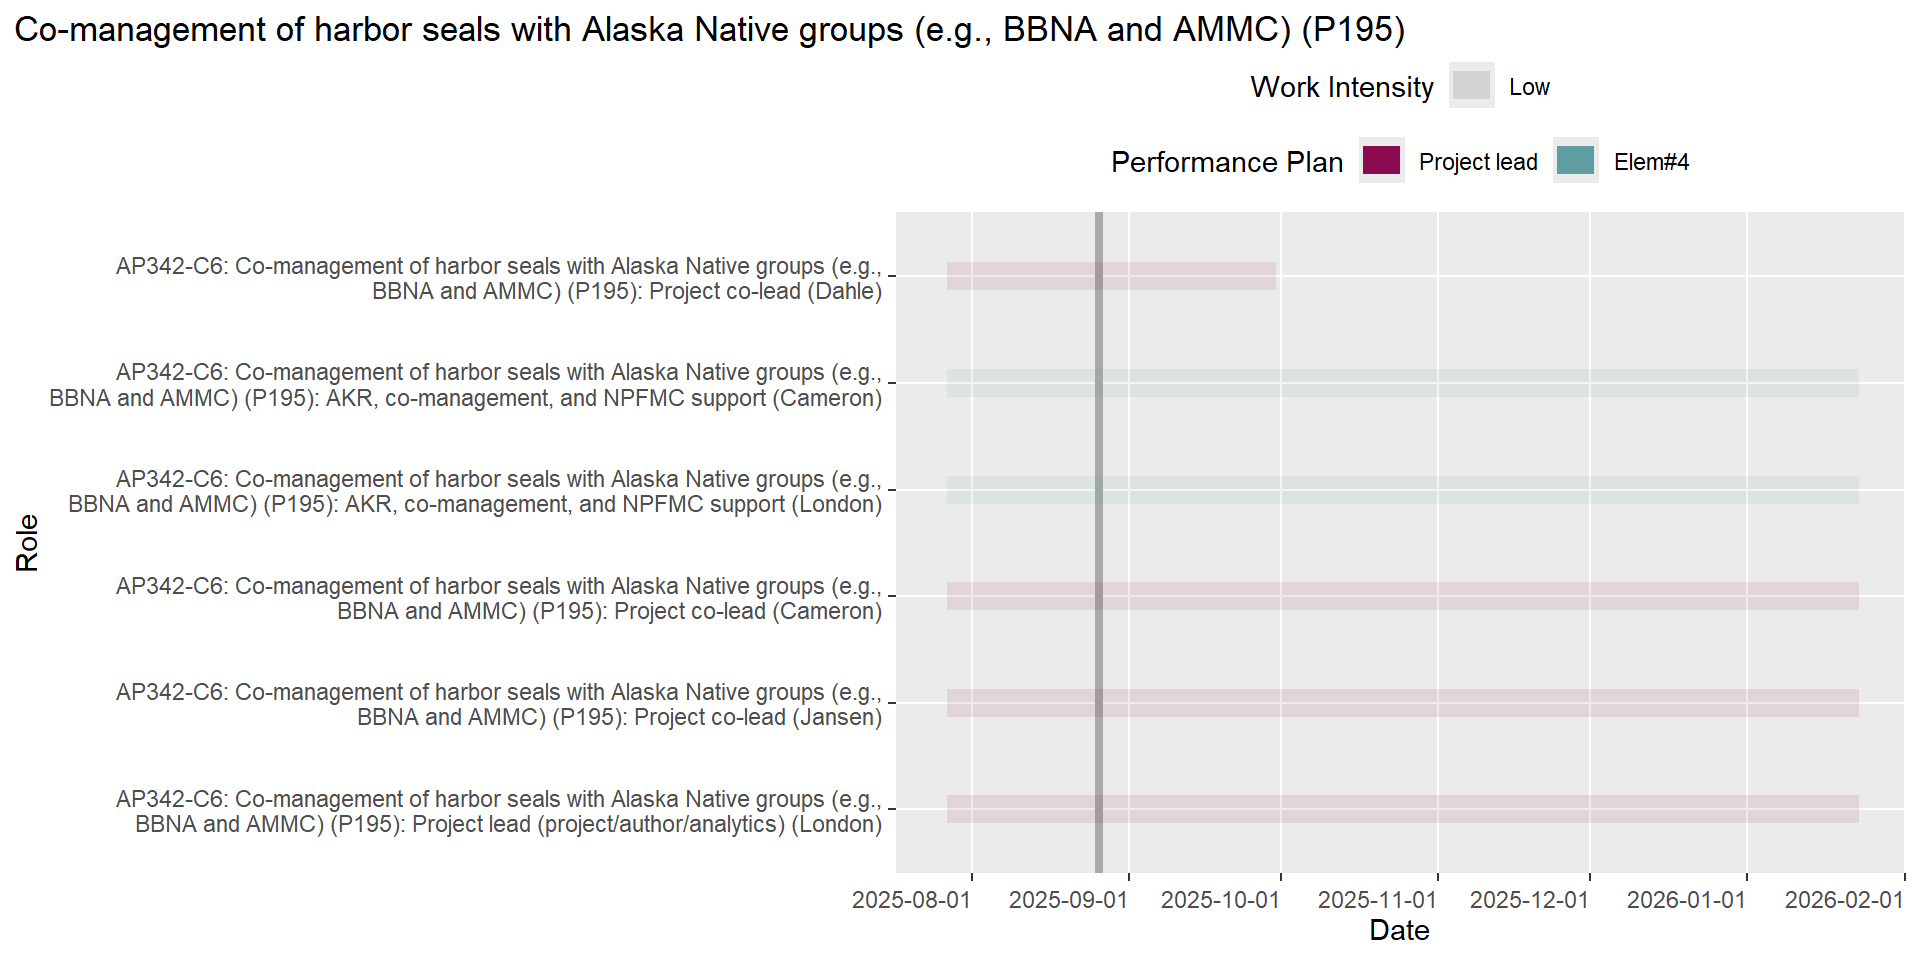 Co-management of harbor seals with Alaska Native groups (e.g., BBNA and AMMC) (P195)
Work Intensity Low
Performance Plan Project lead Elem#4
AP342-C6: Co-management of harbor seals with Alaska Native groups (e.g.,
BBNA and AMMC) (P195): Project co-lead (Dahle)
AP342-C6: Co-management of harbor seals with Alaska Native groups (e.g.,
BBNA and AMMC) (P195): AKR, co-management, and NPFMC support (Cameron)
AP342-C6: Co-management of harbor seals with Alaska Native groups (e.g.,
BBNA and AMMC) (P195): AKR, co-management, and NPFMC support (London)
AP342-C6: Co-management of harbor seals with Alaska Native groups (e.g.,
BBNA and AMMC) (P195): Project co-lead (Cameron)
AP342-C6: Co-management of harbor seals with Alaska Native groups (e.g.,
BBNA and AMMC) (P195): Project co-lead (Jansen)
AP342-C6: Co-management of harbor seals with Alaska Native groups (e.g.,
BBNA and AMMC) (P195): Project lead (project/author/analytics) (London)
Role
2025-08-01 2025-09-01 2025-10-01 2025-11-01 2025-12-01 2026-01-01 2026-02-01
Date